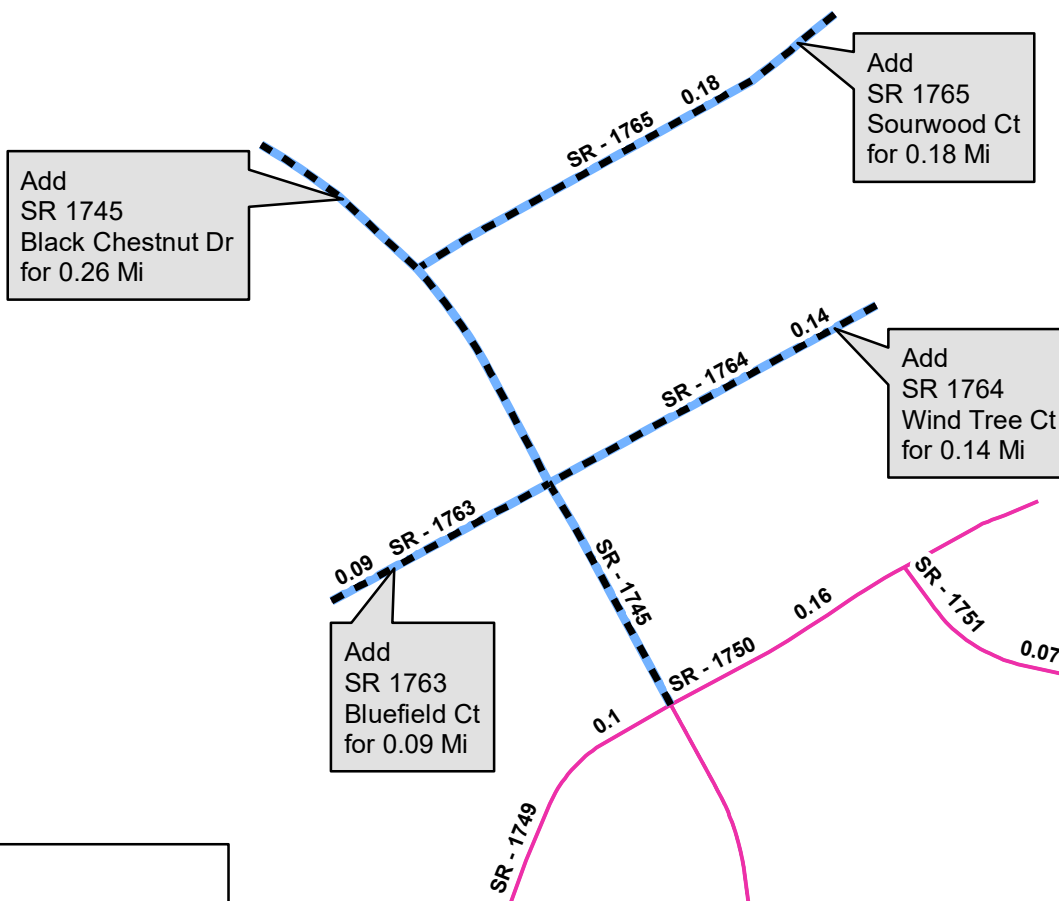 0.18
SR - 1765
Add
SR 1765
Sourwood Ct
for 0.18 Mi
Add
SR 1745
Black Chestnut Dr
for 0.26 Mi
0.14
SR - 1764
Add
SR 1764
Wind Tree Ct
for 0.14 Mi
SR - 1763
0.09
SR - 1745
Add
SR 1763
Bluefield Ct
for 0.09 Mi
SR - 1750
0.16
SR - 1751
0.07
0.1
SR - 1749